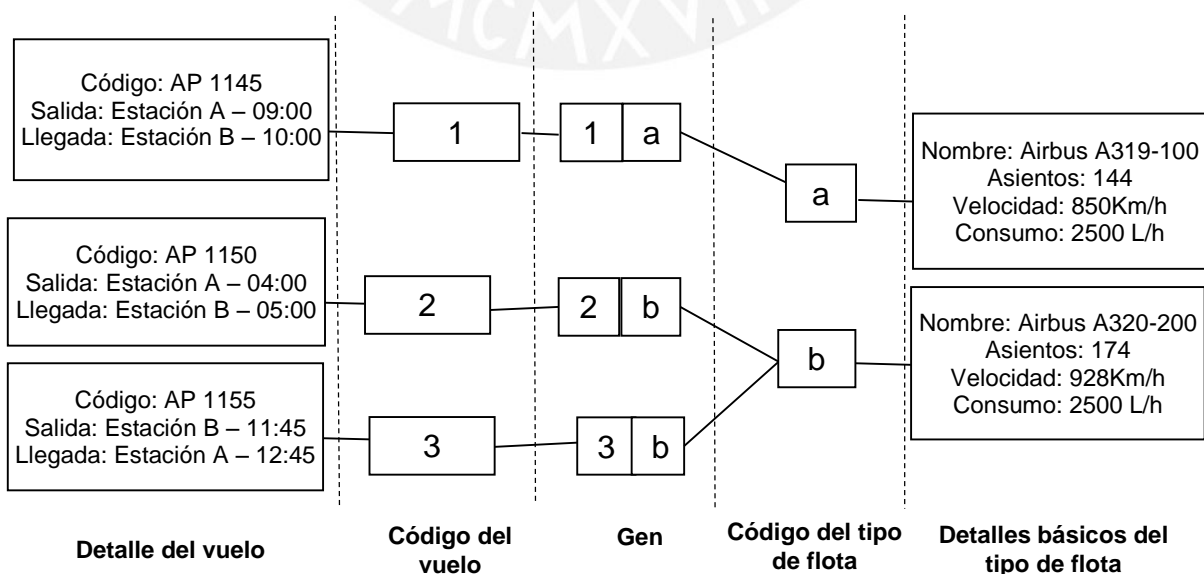 MCMXVII
Código: AP 1145
Salida: Estación A – 09:00
Llegada: Estación B – 10:00
1
1 a
a
Nombre: Airbus A319-100
Asientos: 144
Velocidad: 850Km/h
Consumo: 2500 L/h
Código: AP 1150
Salida: Estación A – 04:00
Llegada: Estación B – 05:00
2
2 b
b
Nombre: Airbus A320-200
Asientos: 174
Velocidad: 928Km/h
Consumo: 2500 L/h
Código: AP 1155
Salida: Estación B – 11:45
Llegada: Estación A – 12:45
3
3 b
Detalle del vuelo
Código del
vuelo
Gen
Código del tipo
de flota
Detalles básicos del
tipo de flota